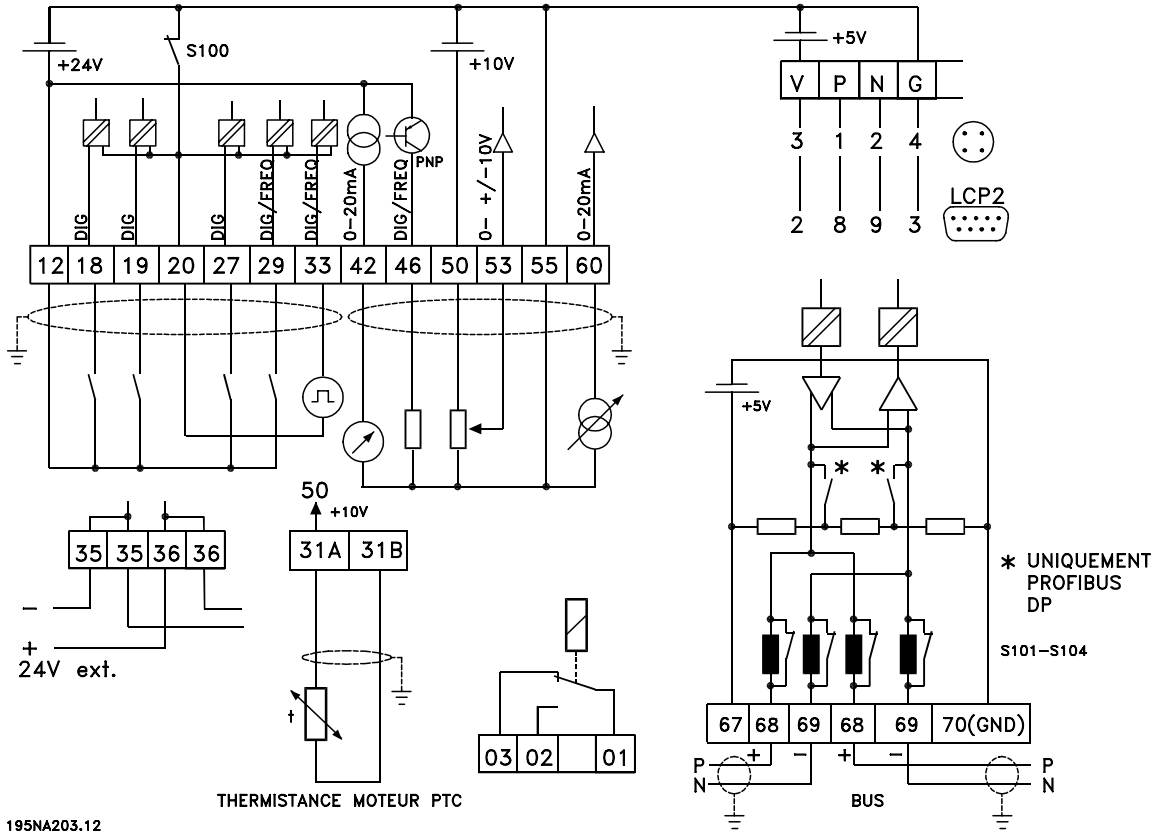 +24V
S100
+10V
+5V
V P N G
3 1 2 4
2 8 9 3
LCP2
DIG
DIG
DIG
DIG/FREQ
DIG/FREQ
0-20mA
DIG/FREQ
PNP
0- +/-10V
0-20mA
12 18 19 20 27 29 33 42 46 50 53 55 60
+5V
* *
50
+10V
35 35 36 36
31A 31B
* UNIQUEMENT
PROFIBUS
DP
S101-S104
-
+
24V ext.
t
67 68 69 68 69 70(GND)
+ - + -
03 02 01
P P
N N
THERMISTANCE MOTEUR PTC
BUS
195NA203.12